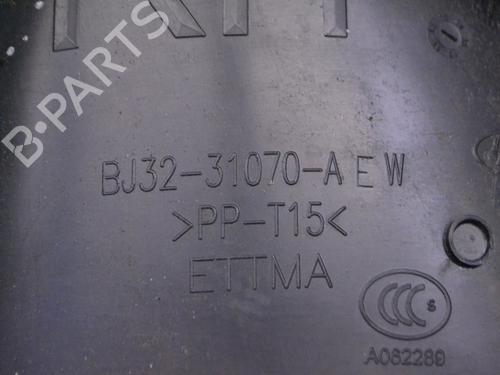 B-PARTS
BJ32-31070-A E W
>PP-T15<
ETTMA
CCC S
A062289